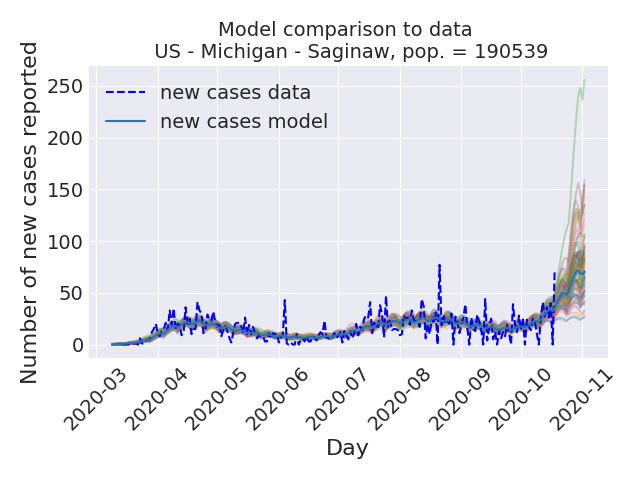 Model comparison to data
US - Michigan - Saginaw, pop. = 190539
Number of new cases reported
250
200
150
100
50
0
new cases data
new cases model
2020-03
2020-04
2020-05
2020-06
2020-07
2020-08
2020-09
2020-10
2020-11
Day